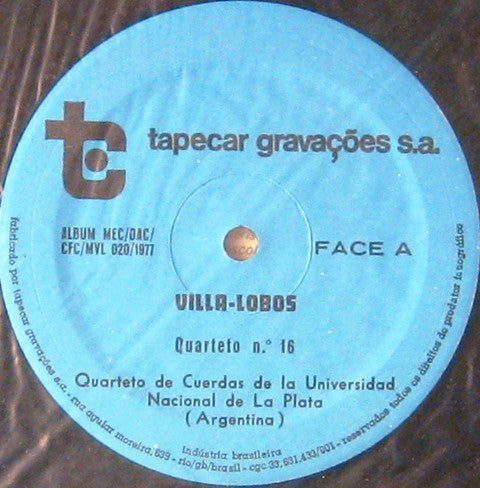 tc
tapecar gravações s.a.
ALBUM MEC/DAC/
CFC/MVL 020/1977
FACE A
VILLA-LOBOS
Quarteto n.° 16
Quarteto de Cuerdas de la Universidad
Nacional de La Plata
(Argentina)
indústria brasileira
fabricado por tapecar gravações s.a. - rua aguiar moreira, 639 - rio/gb/brasil - cgc 33,691,433/001 - reservados todos os direitos do produtor fonográfico